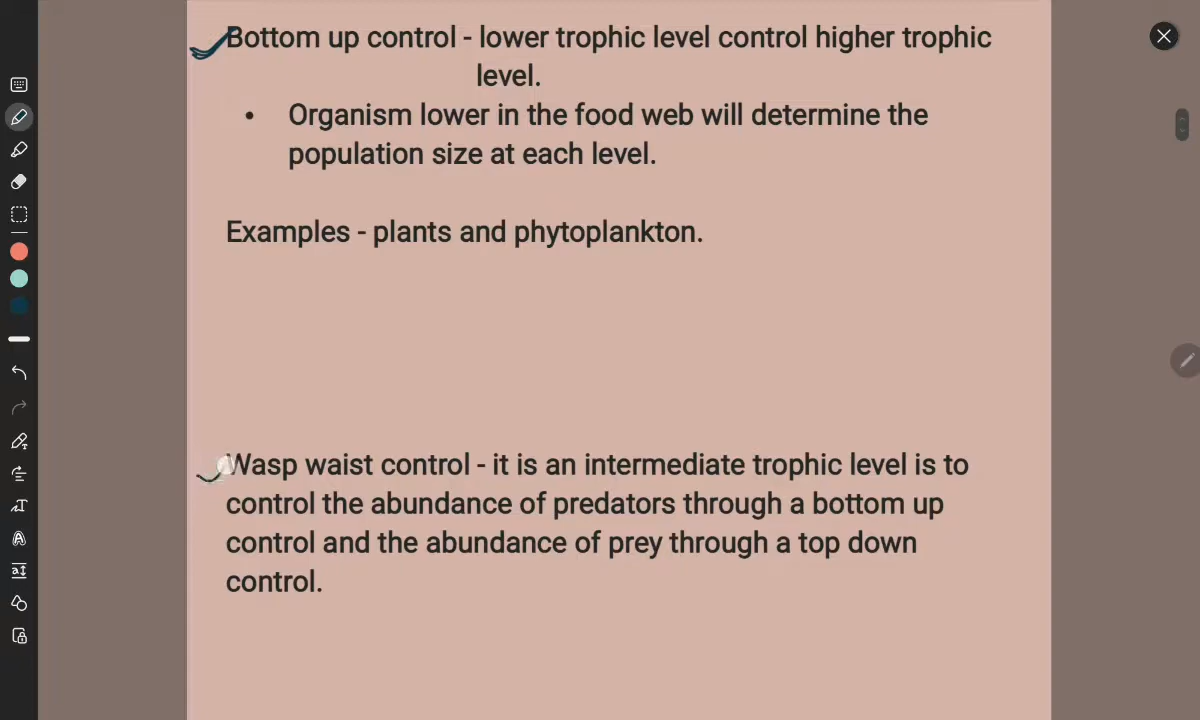 Bottom up control - lower trophic level control higher trophic
level.
• Organism lower in the food web will determine the
population size at each level.
Examples - plants and phytoplankton.
Wasp waist control - it is an intermediate trophic level is to
control the abundance of predators through a bottom up
control and the abundance of prey through a top down
control.